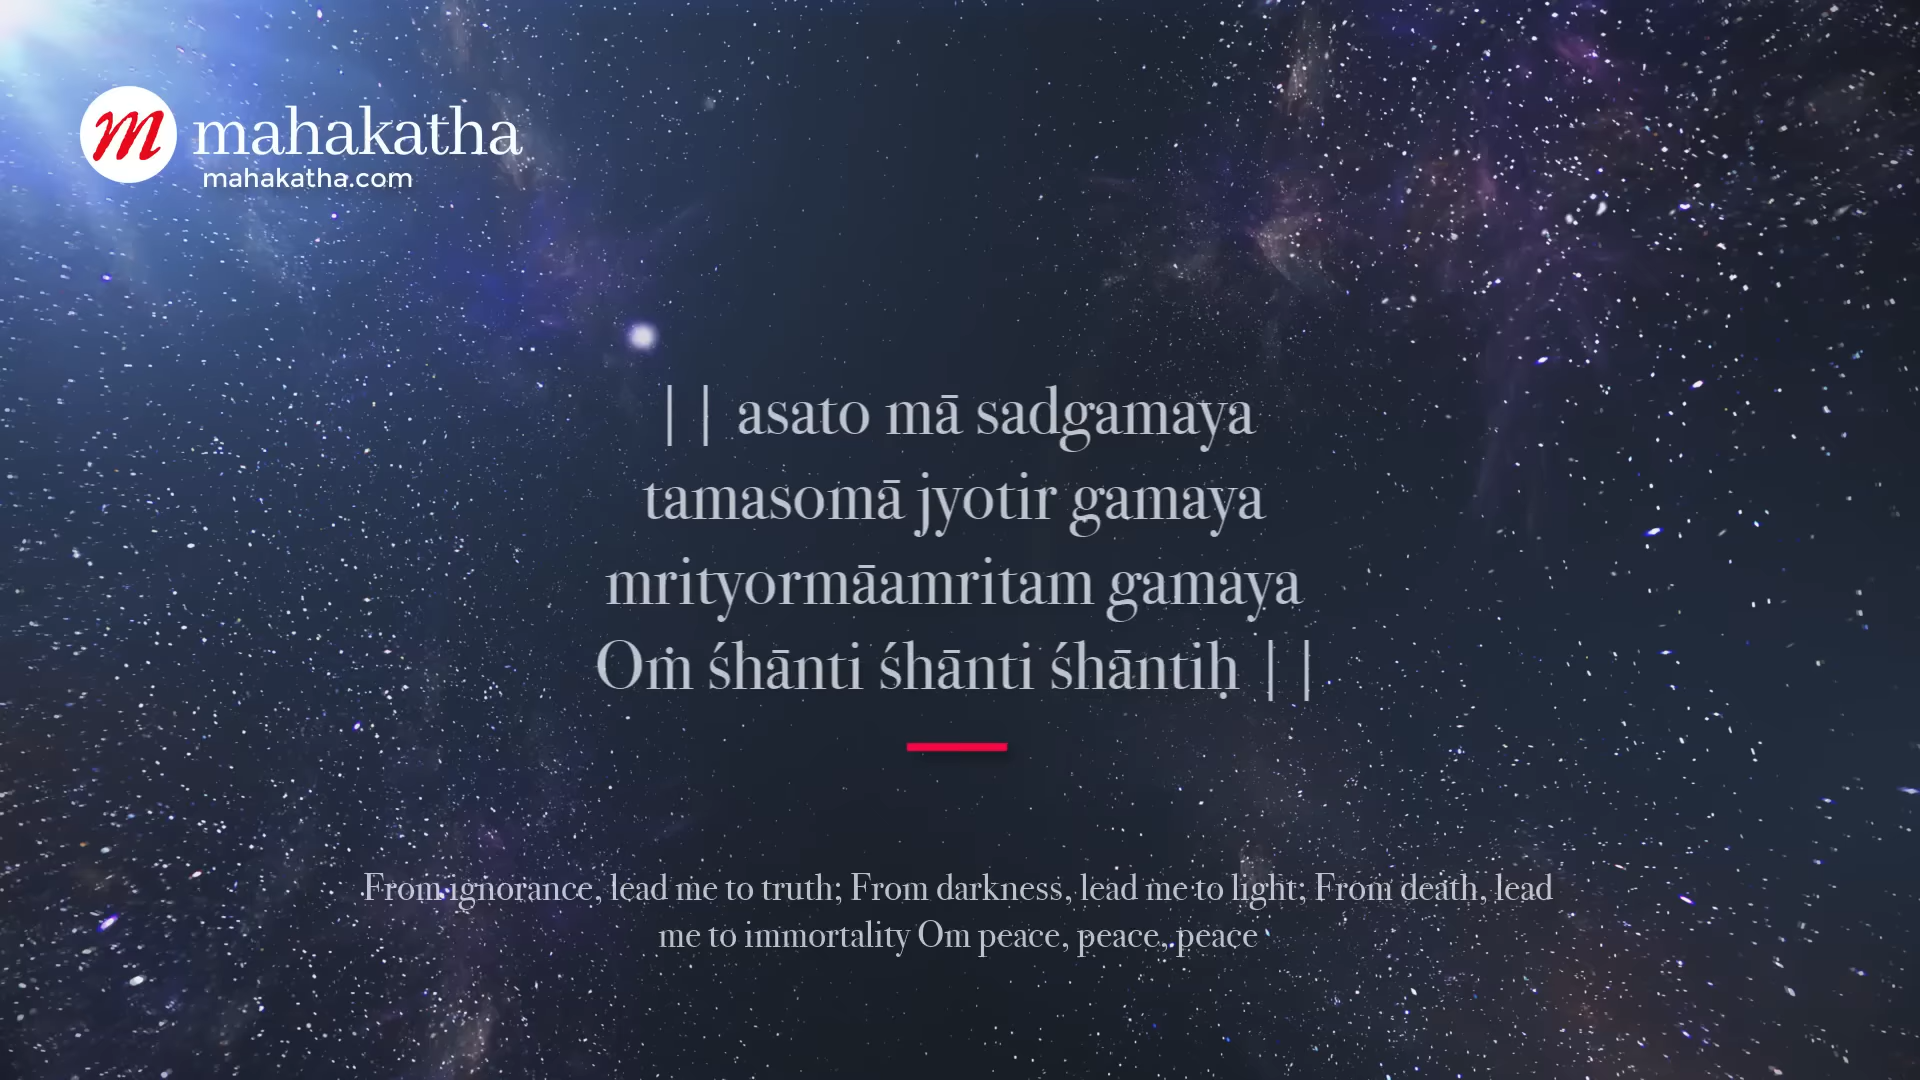 m mahakatha
mahakatha.com
|| asato mā sadgamaya
tamasomā jyotir gamaya
mrityormāamritam gamaya
Oṁ śhānti śhānti śhāntiḥ ||
From ignorance, lead me to truth; From darkness, lead me to light; From death, lead
me to immortality Om peace, peace, peace